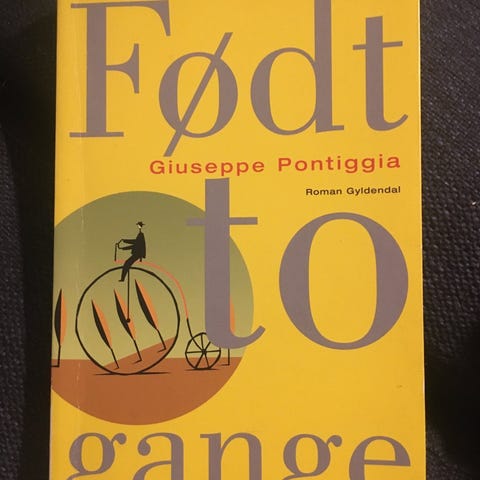 Født
Giuseppe Pontiggia
Roman Gyldendal
to
gange